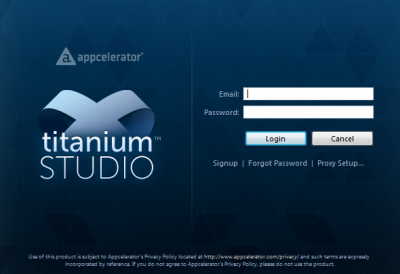 appcelerator®
titanium™
STUDIO
Email:
Password:
Login
Cancel
Signup | Forgot Password | Proxy Setup...
Use of this product is subject to Appcelerator's Privacy Policy located at http://www.appcelerator.com/privacy/ and such terms are expressly
incorporated by reference. If you do not agree to Appcelerator's Privacy Policy, please do not use the product.